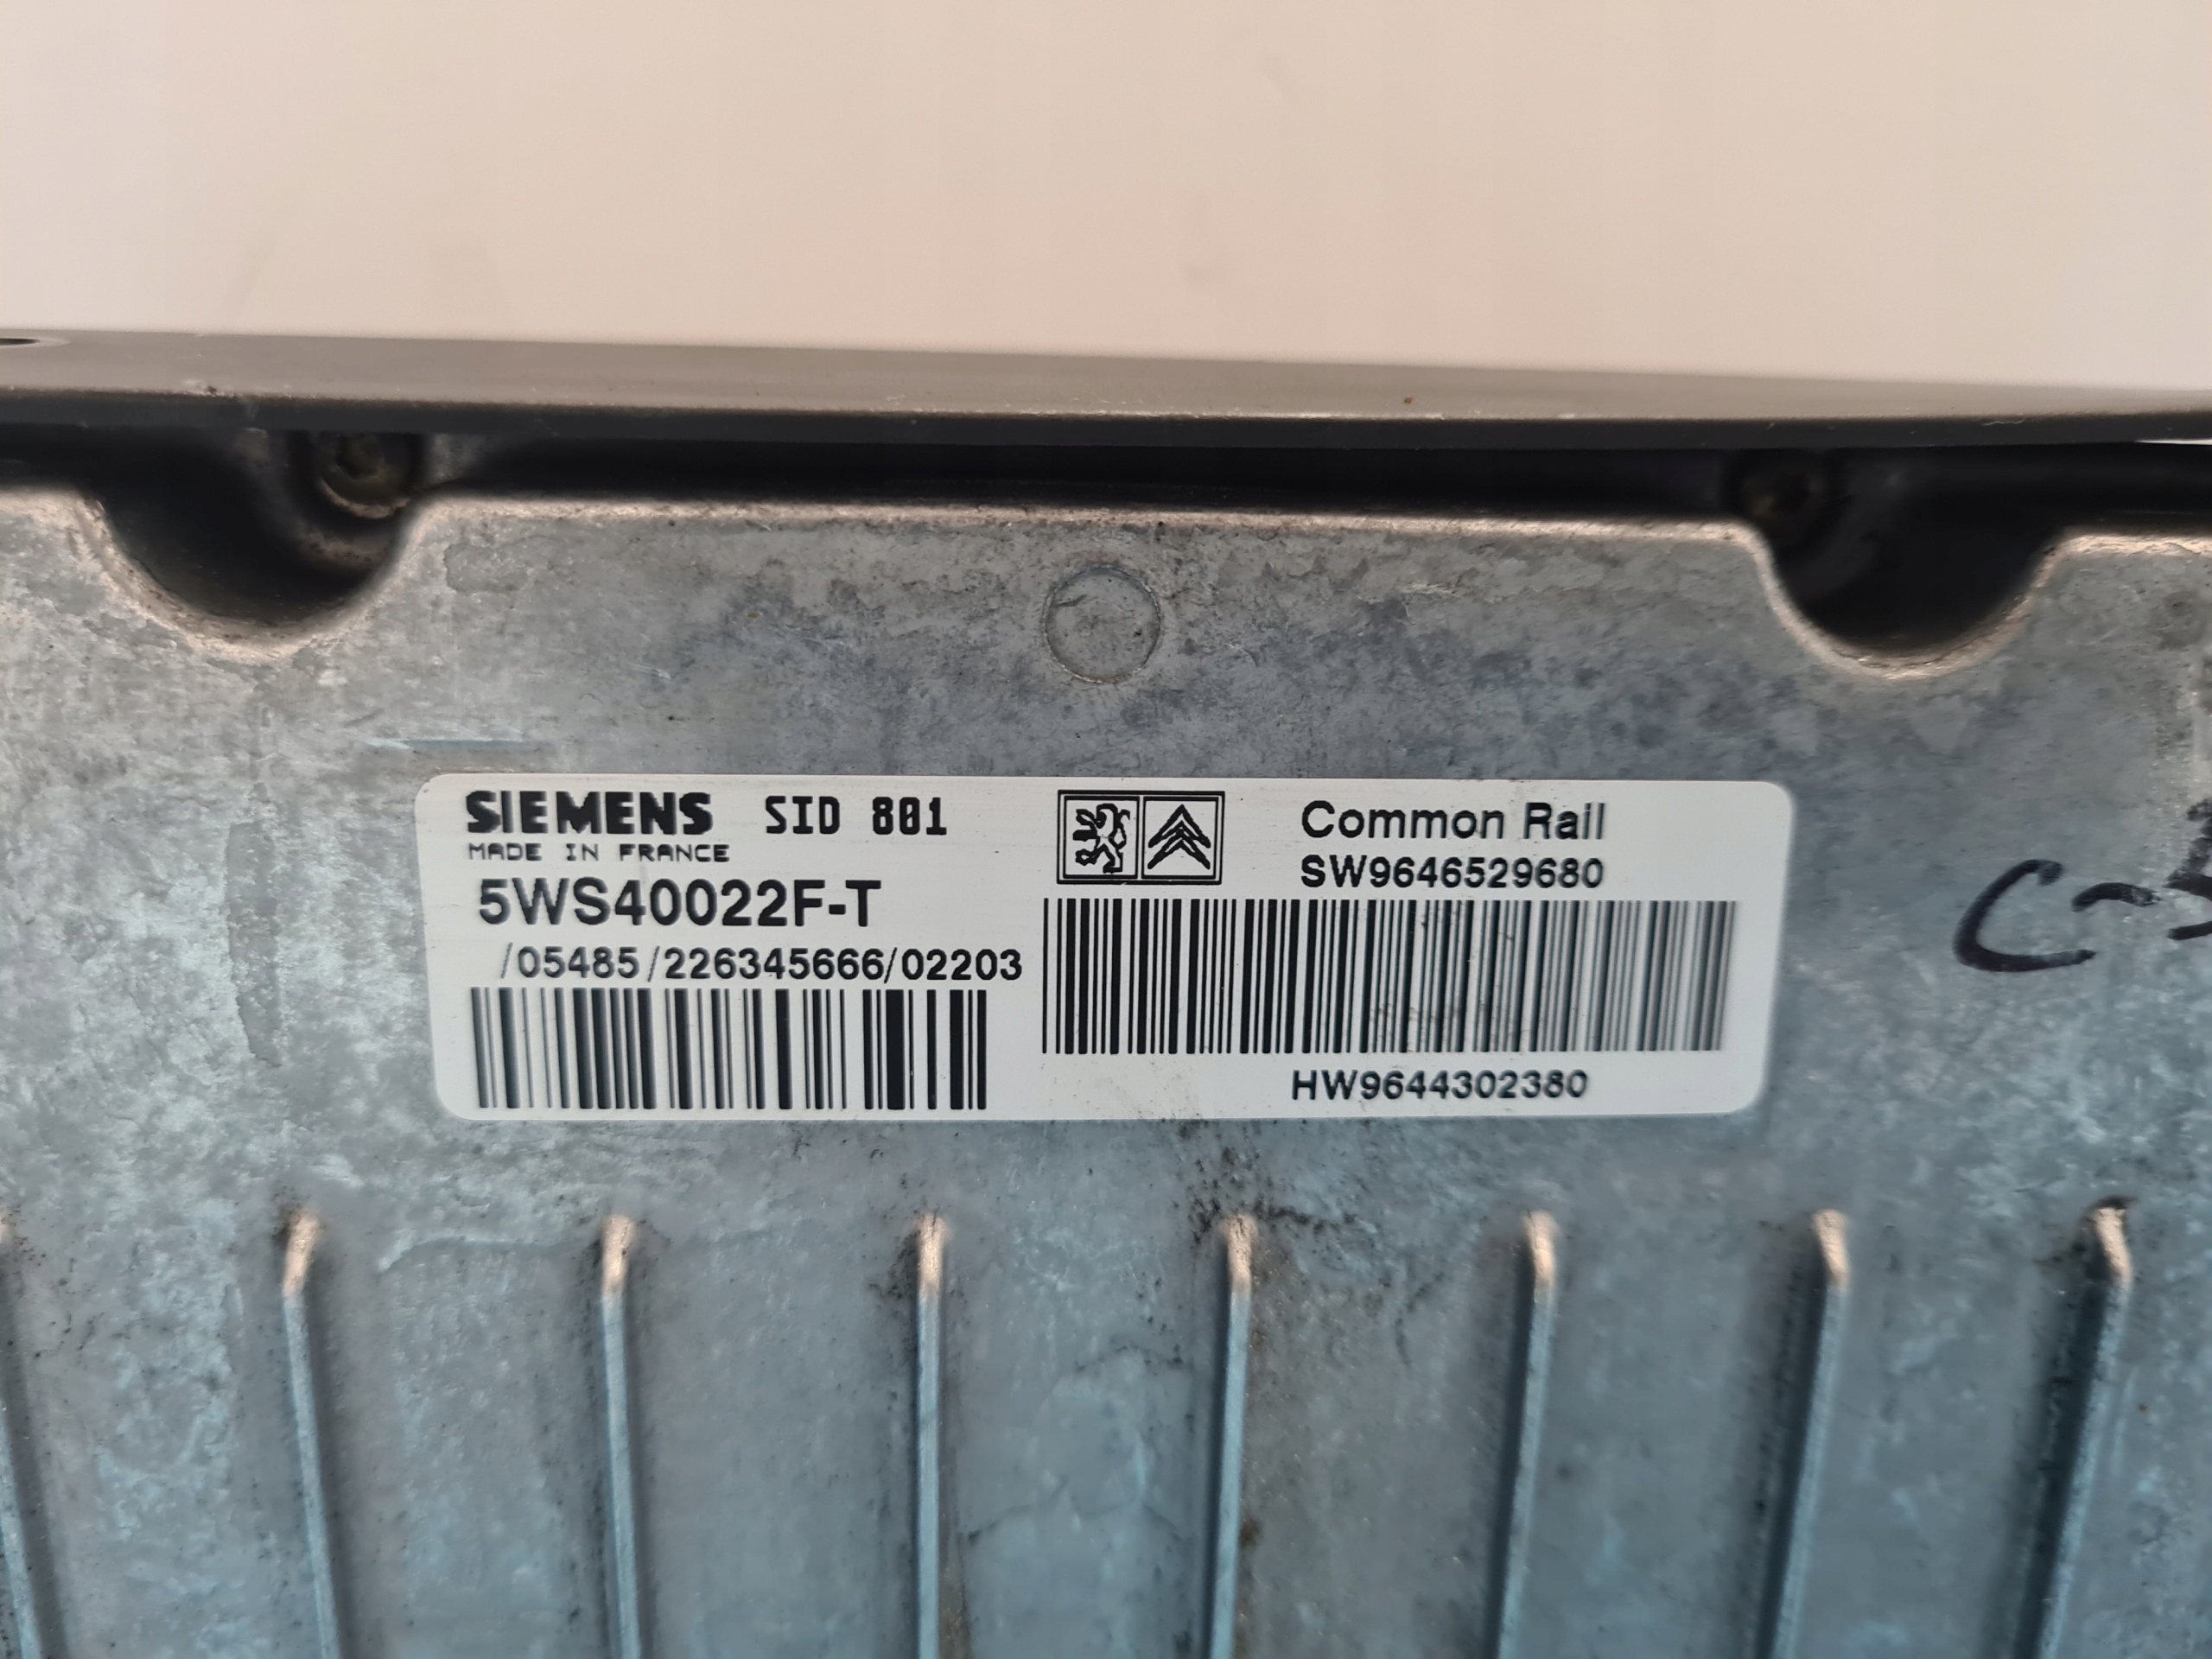 SIEMENS SID 801
MADE IN FRANCE
5WS40022F-T
/05485/226345666/02203
Common Rail
SW9646529680
HW9644302380